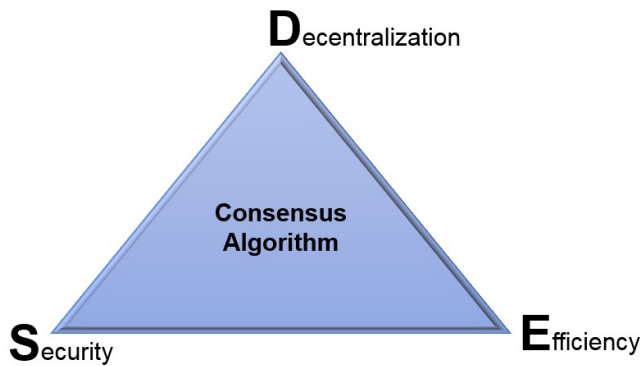 Decentralization
Consensus
Algorithm
Security
Efficiency